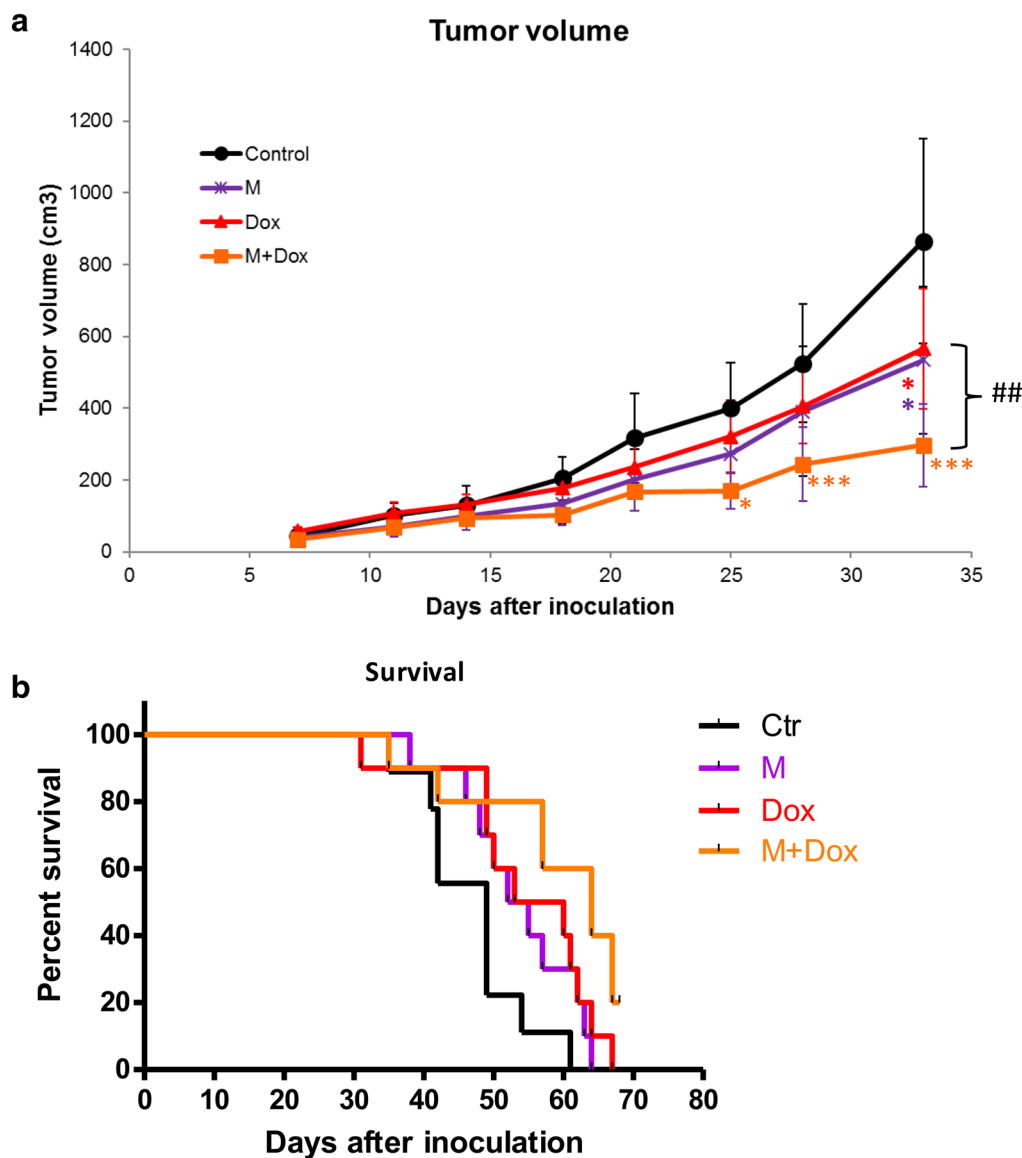 a
Tumor volume
1400
1200
1000
800
600
400
200
0
Tumor volume (cm3)
Control
M
Dox
M+Dox
*
*
*
***
***
##
0 5 10 15 20 25 30 35
Days after inoculation
b
Survival
100
80
60
40
20
0
Percent survival
Ctr
M
Dox
M+Dox
0 10 20 30 40 50 60 70 80
Days after inoculation